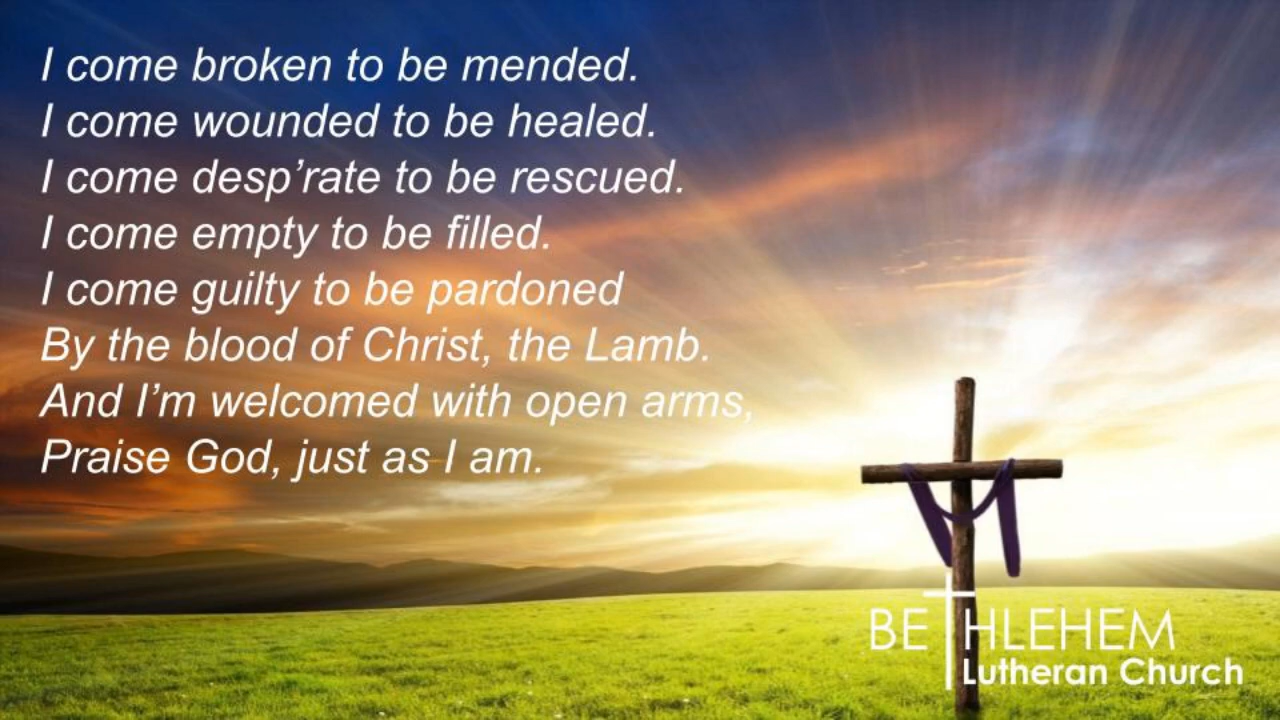 I come broken to be mended.
I come wounded to be healed.
I come desp’rate to be rescued.
I come empty to be filled.
I come guilty to be pardoned
By the blood of Christ, the Lamb.
And I’m welcomed with open arms,
Praise God, just as I am.
BETHLEHEM
Lutheran Church